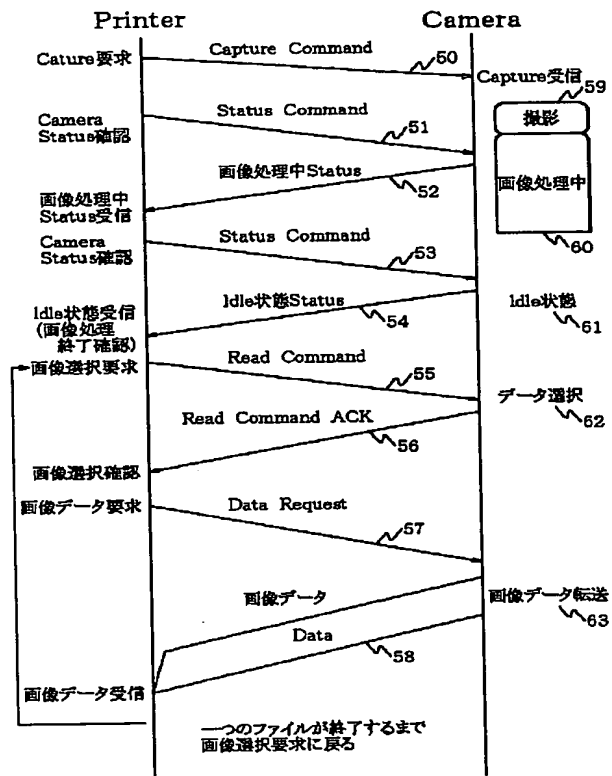 Printer
Camera
Cature要求
Capture Command
50
Capture受信
59
Camera
Status確認
Status Command
51
撮影
画像処理中Status
52
画像処理中
画像処理中
Status受信
60
Camera
Status確認
Status Command
53
Idle状態受信
(画像処理
終了確認)
Idle状態Status
54
Idle状態
61
画像選択要求
Read Command
55
データ選択
62
Read Command ACK
56
画像選択確認
画像データ要求
Data Request
57
画像データ
画像データ転送
63
Data
58
画像データ受信
一つのファイルが終了するまで
画像選択要求に戻る